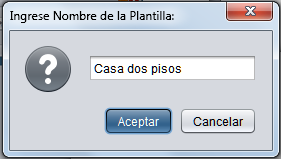 Ingrese Nombre de la Plantilla:
Casa dos pisos
Aceptar Cancelar